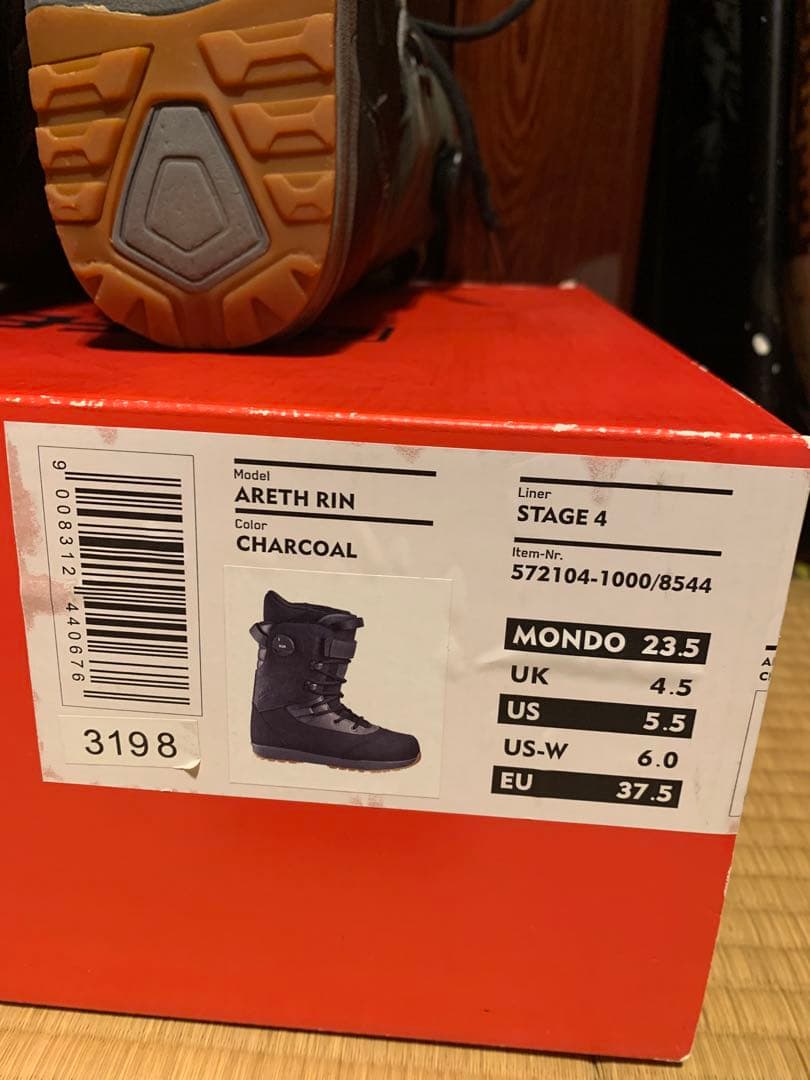 9 008312 440676
3198
Model
ARETH RIN
Color
CHARCOAL
Liner
STAGE 4
Item-Nr.
572104-1000/8544
MONDO 23.5
UK 4.5
US 5.5
US-W 6.0
EU 37.5